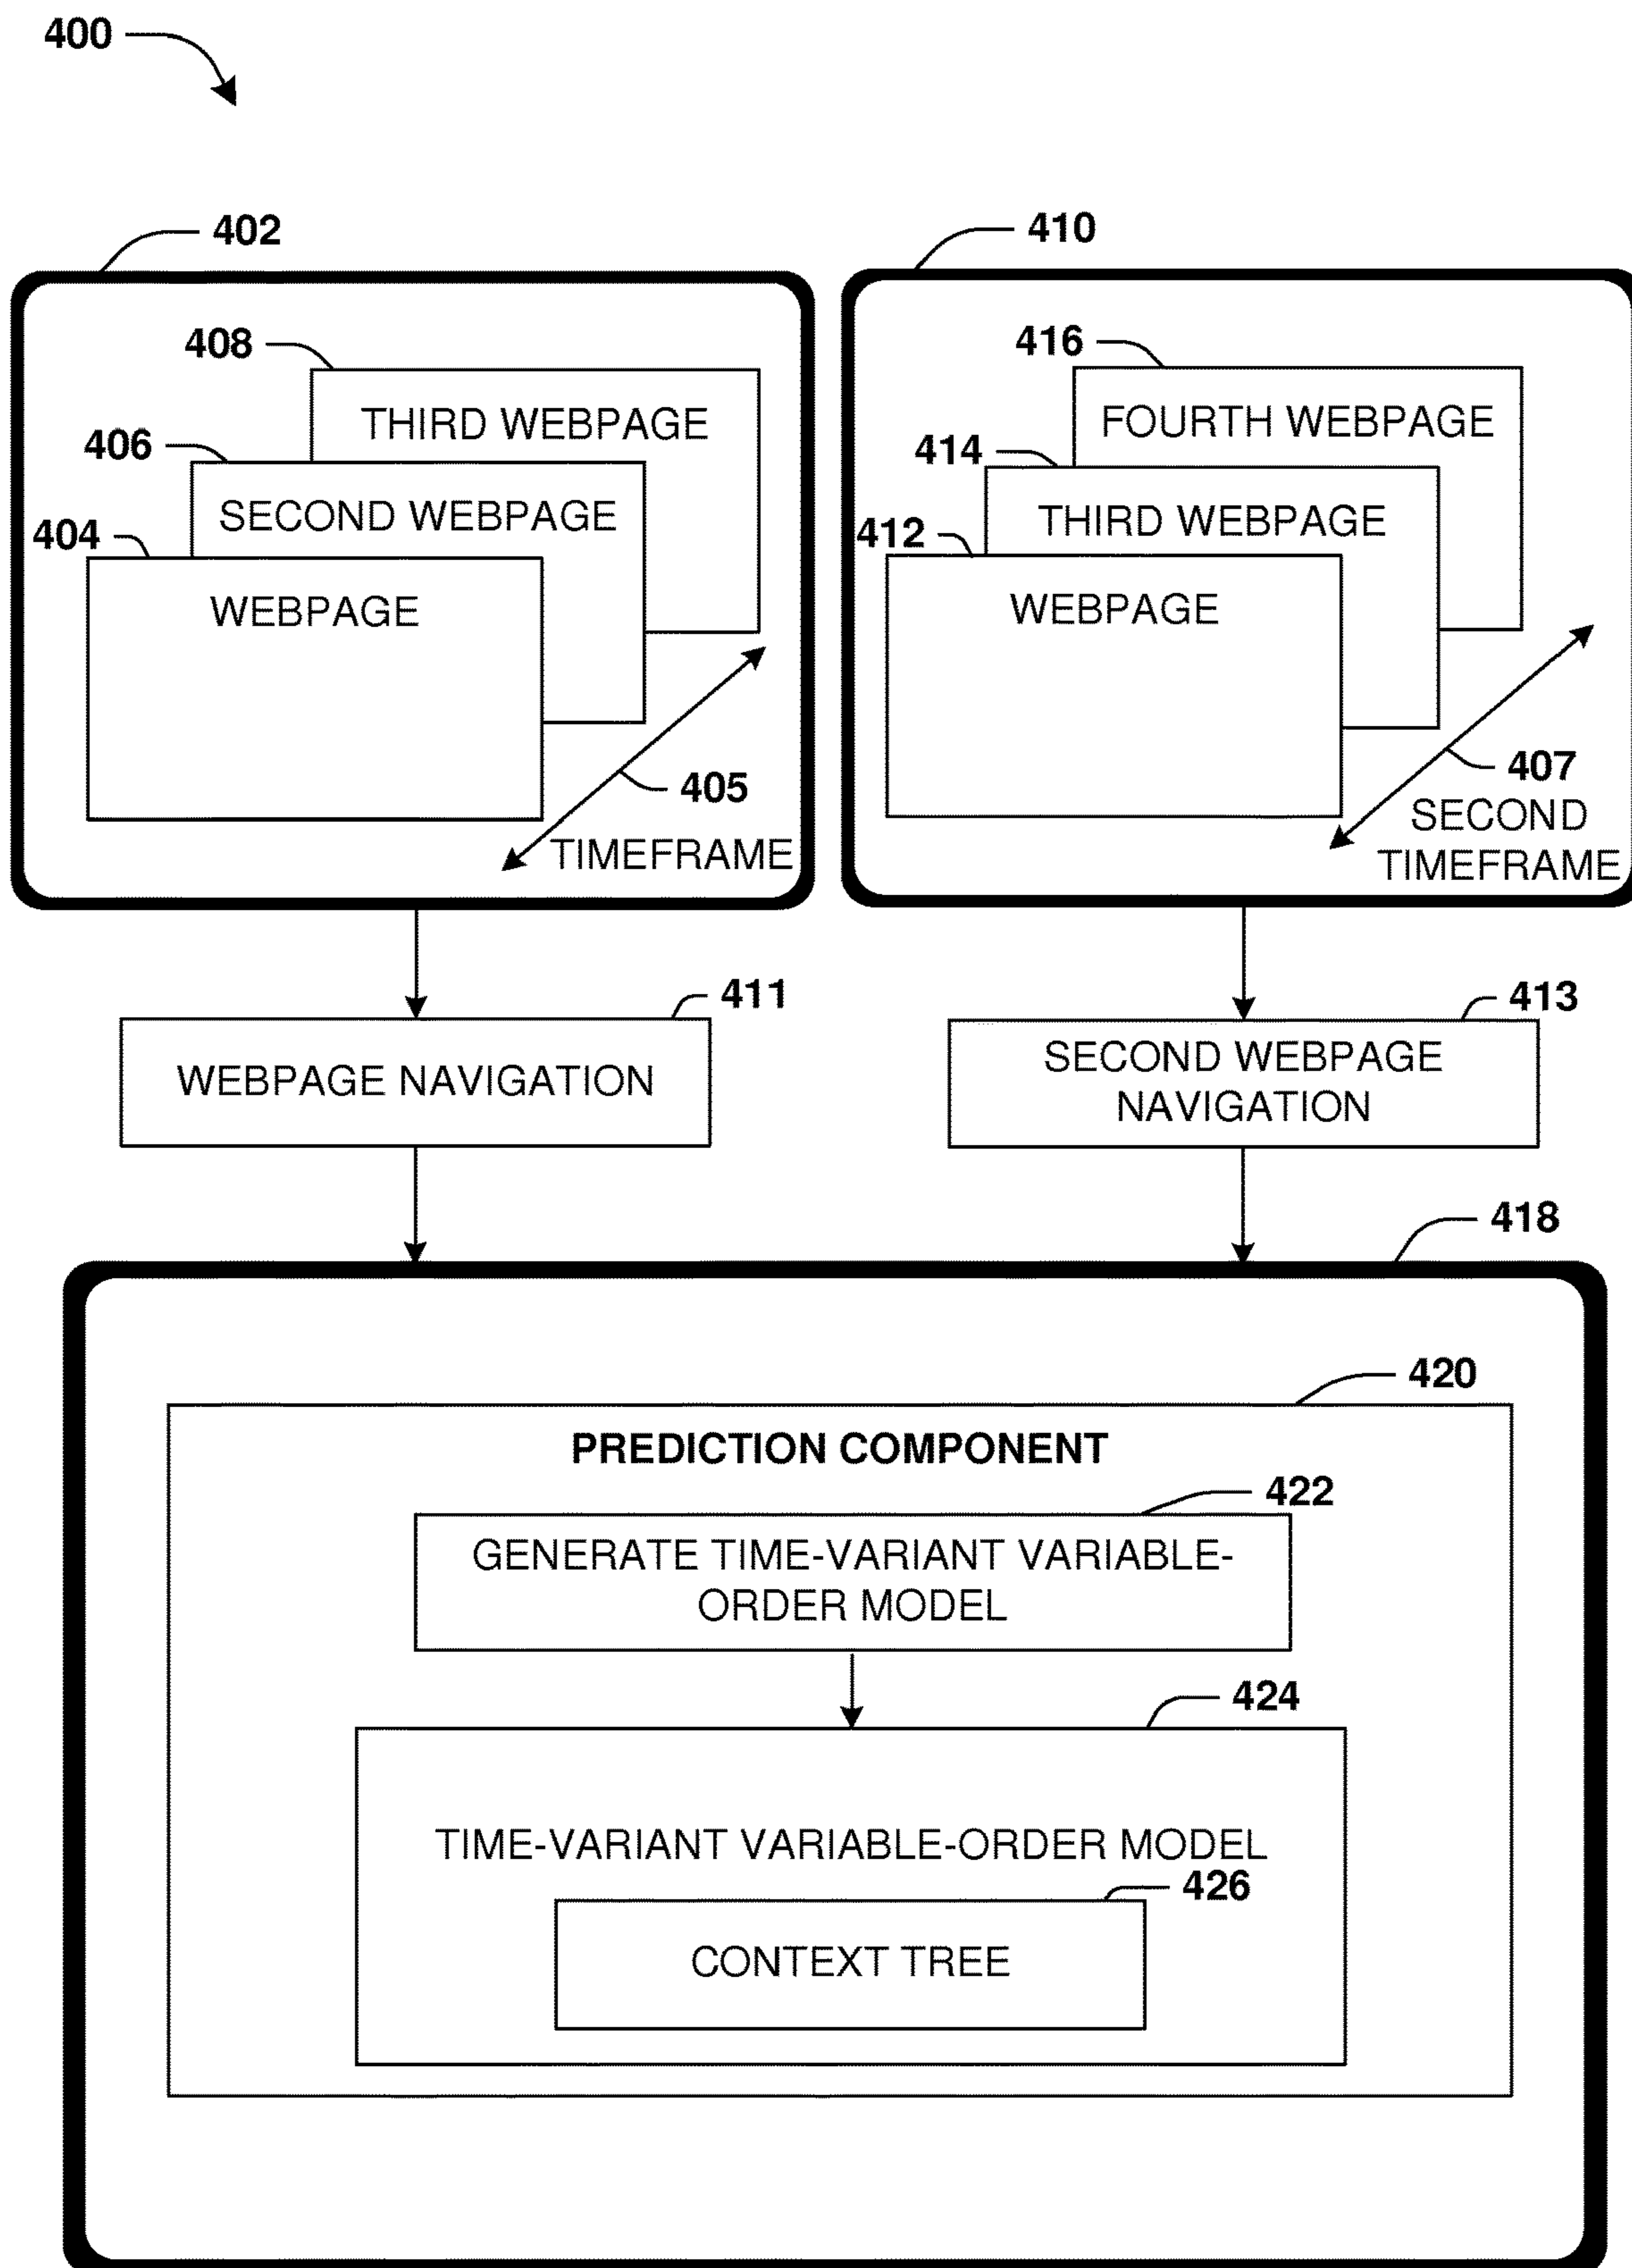 400
402
410
408
416
THIRD WEBPAGE
FOURTH WEBPAGE
406
414
SECOND WEBPAGE
THIRD WEBPAGE
404
412
WEBPAGE
WEBPAGE
405
407
TIMEFRAME
SECOND
TIMEFRAME
411
413
WEBPAGE NAVIGATION
SECOND WEBPAGE
NAVIGATION
418
420
PREDICTION COMPONENT
422
GENERATE TIME-VARIANT VARIABLE-
ORDER MODEL
424
TIME-VARIANT VARIABLE-ORDER MODEL
426
CONTEXT TREE